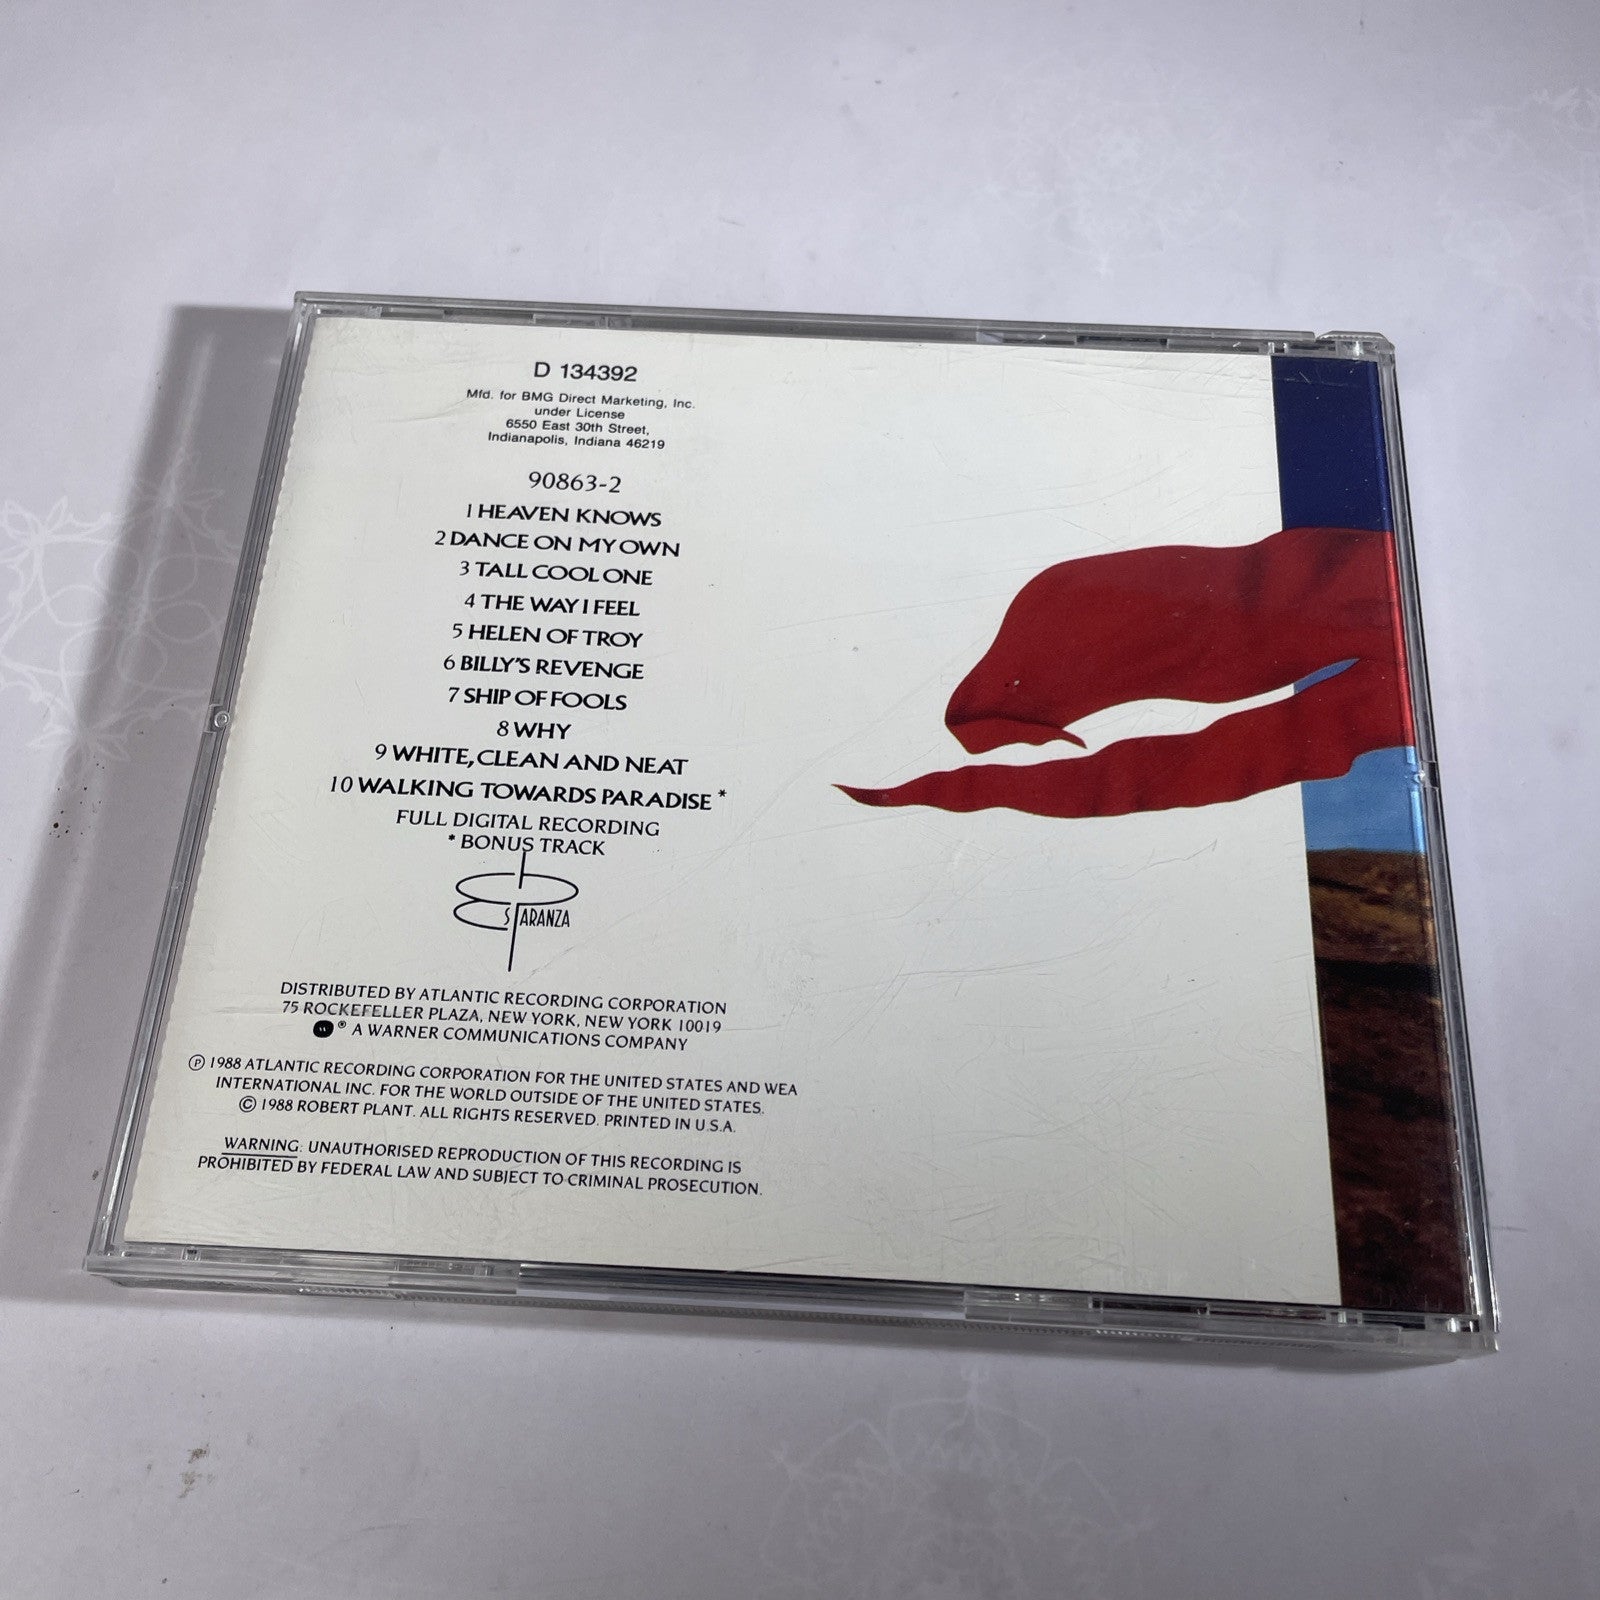 D 134392
Mfd. for BMG Direct Marketing, Inc.
under License
6550 East 30th Street,
Indianapolis, Indiana 46219
90863-2
1 HEAVEN KNOWS
2 DANCE ON MY OWN
3 TALL COOL ONE
4 THE WAY I FEEL
5 HELEN OF TROY
6 BILLY'S REVENGE
7 SHIP OF FOOLS
8 WHY
9 WHITE, CLEAN AND NEAT
10 WALKING TOWARDS PARADISE *
FULL DIGITAL RECORDING
* BONUS TRACK
ES PARANZA
DISTRIBUTED BY ATLANTIC RECORDING CORPORATION
75 ROCKEFELLER PLAZA, NEW YORK, NEW YORK 10019
® A WARNER COMMUNICATIONS COMPANY
℗ 1988 ATLANTIC RECORDING CORPORATION FOR THE UNITED STATES AND WEA
INTERNATIONAL INC. FOR THE WORLD OUTSIDE OF THE UNITED STATES.
© 1988 ROBERT PLANT. ALL RIGHTS RESERVED. PRINTED IN U.S.A.
WARNING: UNAUTHORISED REPRODUCTION OF THIS RECORDING IS
PROHIBITED BY FEDERAL LAW AND SUBJECT TO CRIMINAL PROSECUTION.